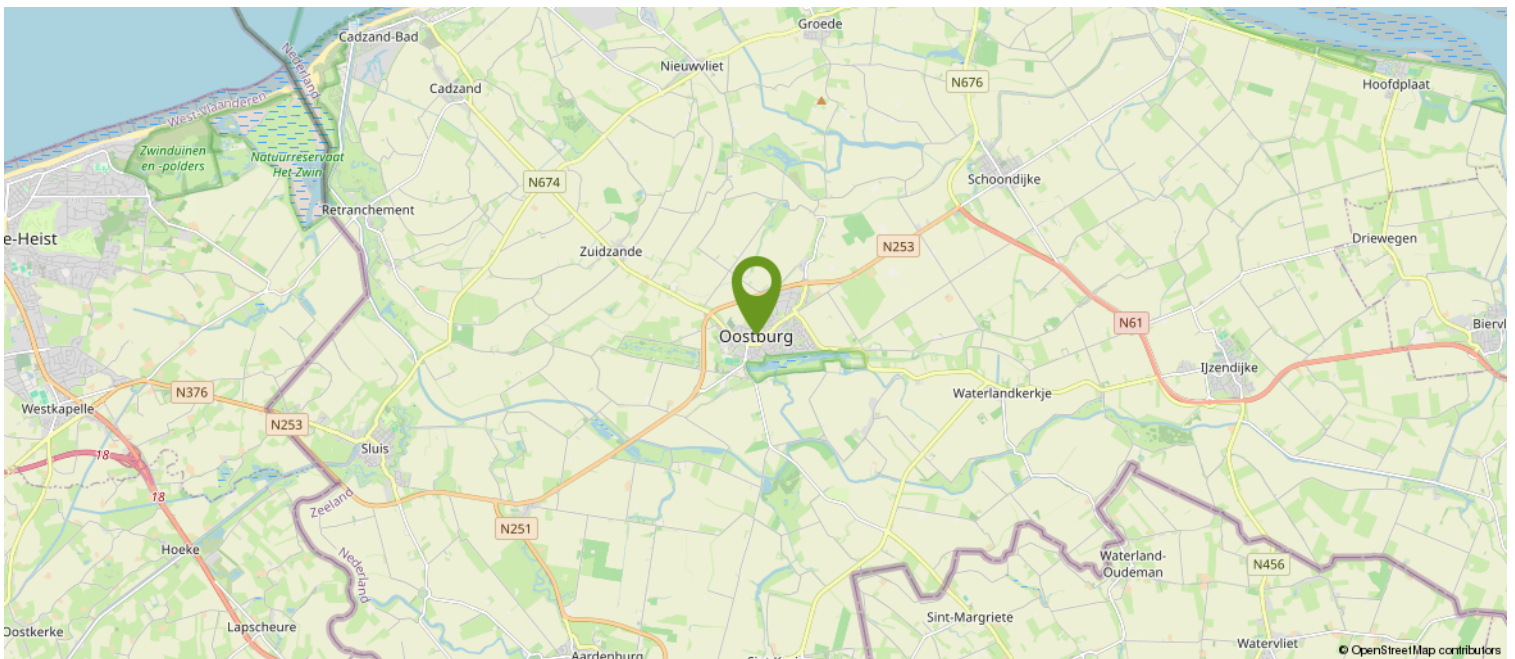 Groede
Cadzand-Bad
Nederland
Nieuwvliet
N676
Hoofdplaat
Cadzand
Westvlaanderen
Zwinduinen
en -polders
Natuurreservaat
Het Zwin
N674
Schoondijke
Retranchement
e-Heist
Zuidzande
N253
Driewegen
N61
Biervl
Oostburg
IJzendijke
N376
Waterlandkerkje
Westkapelle
N253
Sluis
18
18
Zeeland
N251
Hoeke
Nederland
Waterland-
Oudeman
N456
Sint-Margriete
Oostkerke
Lapscheure
Watervliet
Aardenburg
© OpenStreetMap contributors